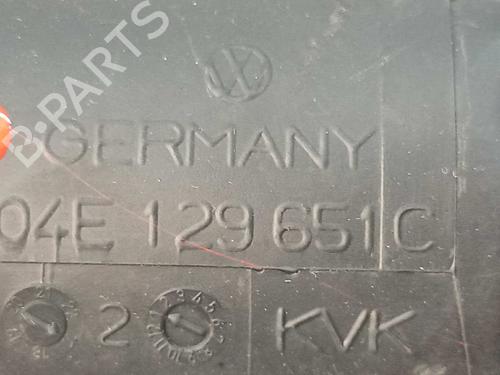 B-PARTS
GERMANY
04E 129 651 C
2 KVK